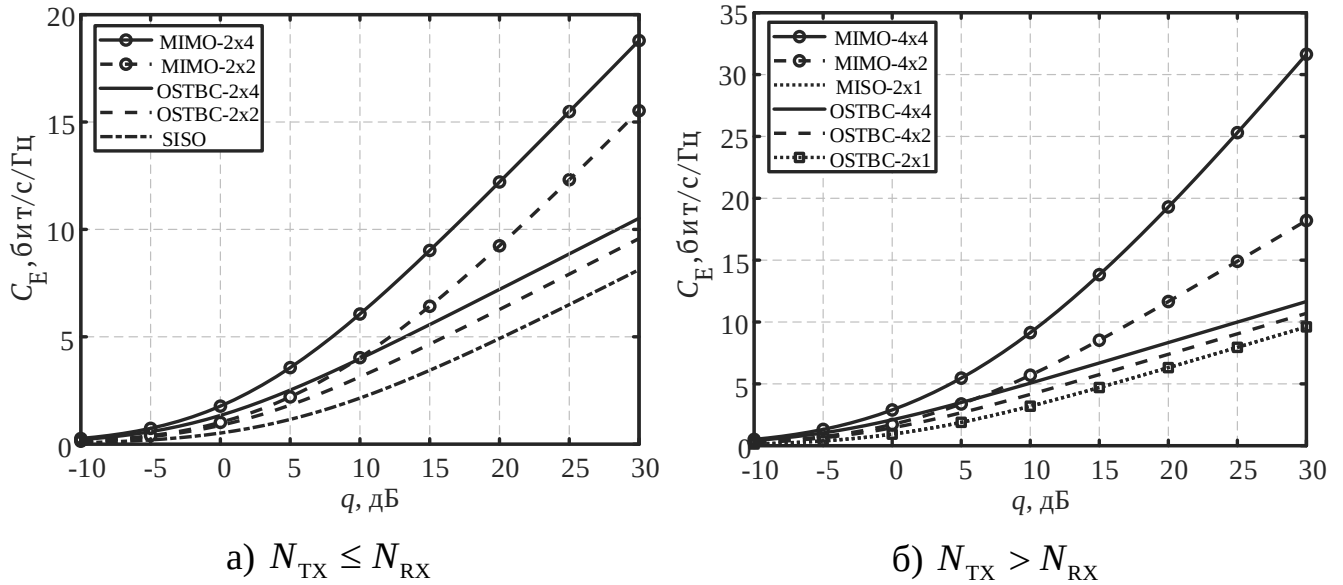 20
15
10
5
0
C_E, бит/с/Гц
MIMO-2x4
MIMO-2x2
OSTBC-2x4
OSTBC-2x2
SISO
-10 -5 0 5 10 15 20 25 30
q, дБ
а) N_TX ≤ N_RX
35
30
25
20
15
10
5
0
C_E, бит/с/Гц
MIMO-4x4
MIMO-4x2
MISO-2x1
OSTBC-4x4
OSTBC-4x2
OSTBC-2x1
-10 -5 0 5 10 15 20 25 30
q, дБ
б) N_TX > N_RX